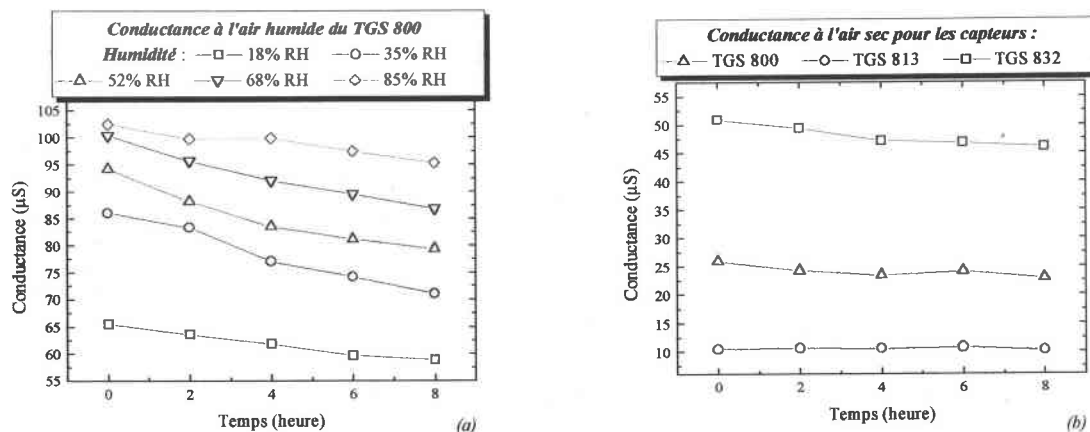 Conductance à l'air humide du TGS 800
Humidité : 18% RH 35% RH
52% RH 68% RH 85% RH
105
100
95
90
85
80
75
70
65
60
55
Conductance (µS)
0 2 4 6 8
Temps (heure)
(a)
Conductance à l'air sec pour les capteurs :
TGS 800 TGS 813 TGS 832
55
50
45
40
35
30
25
20
15
10
Conductance (µS)
0 2 4 6 8
Temps (heure)
(b)